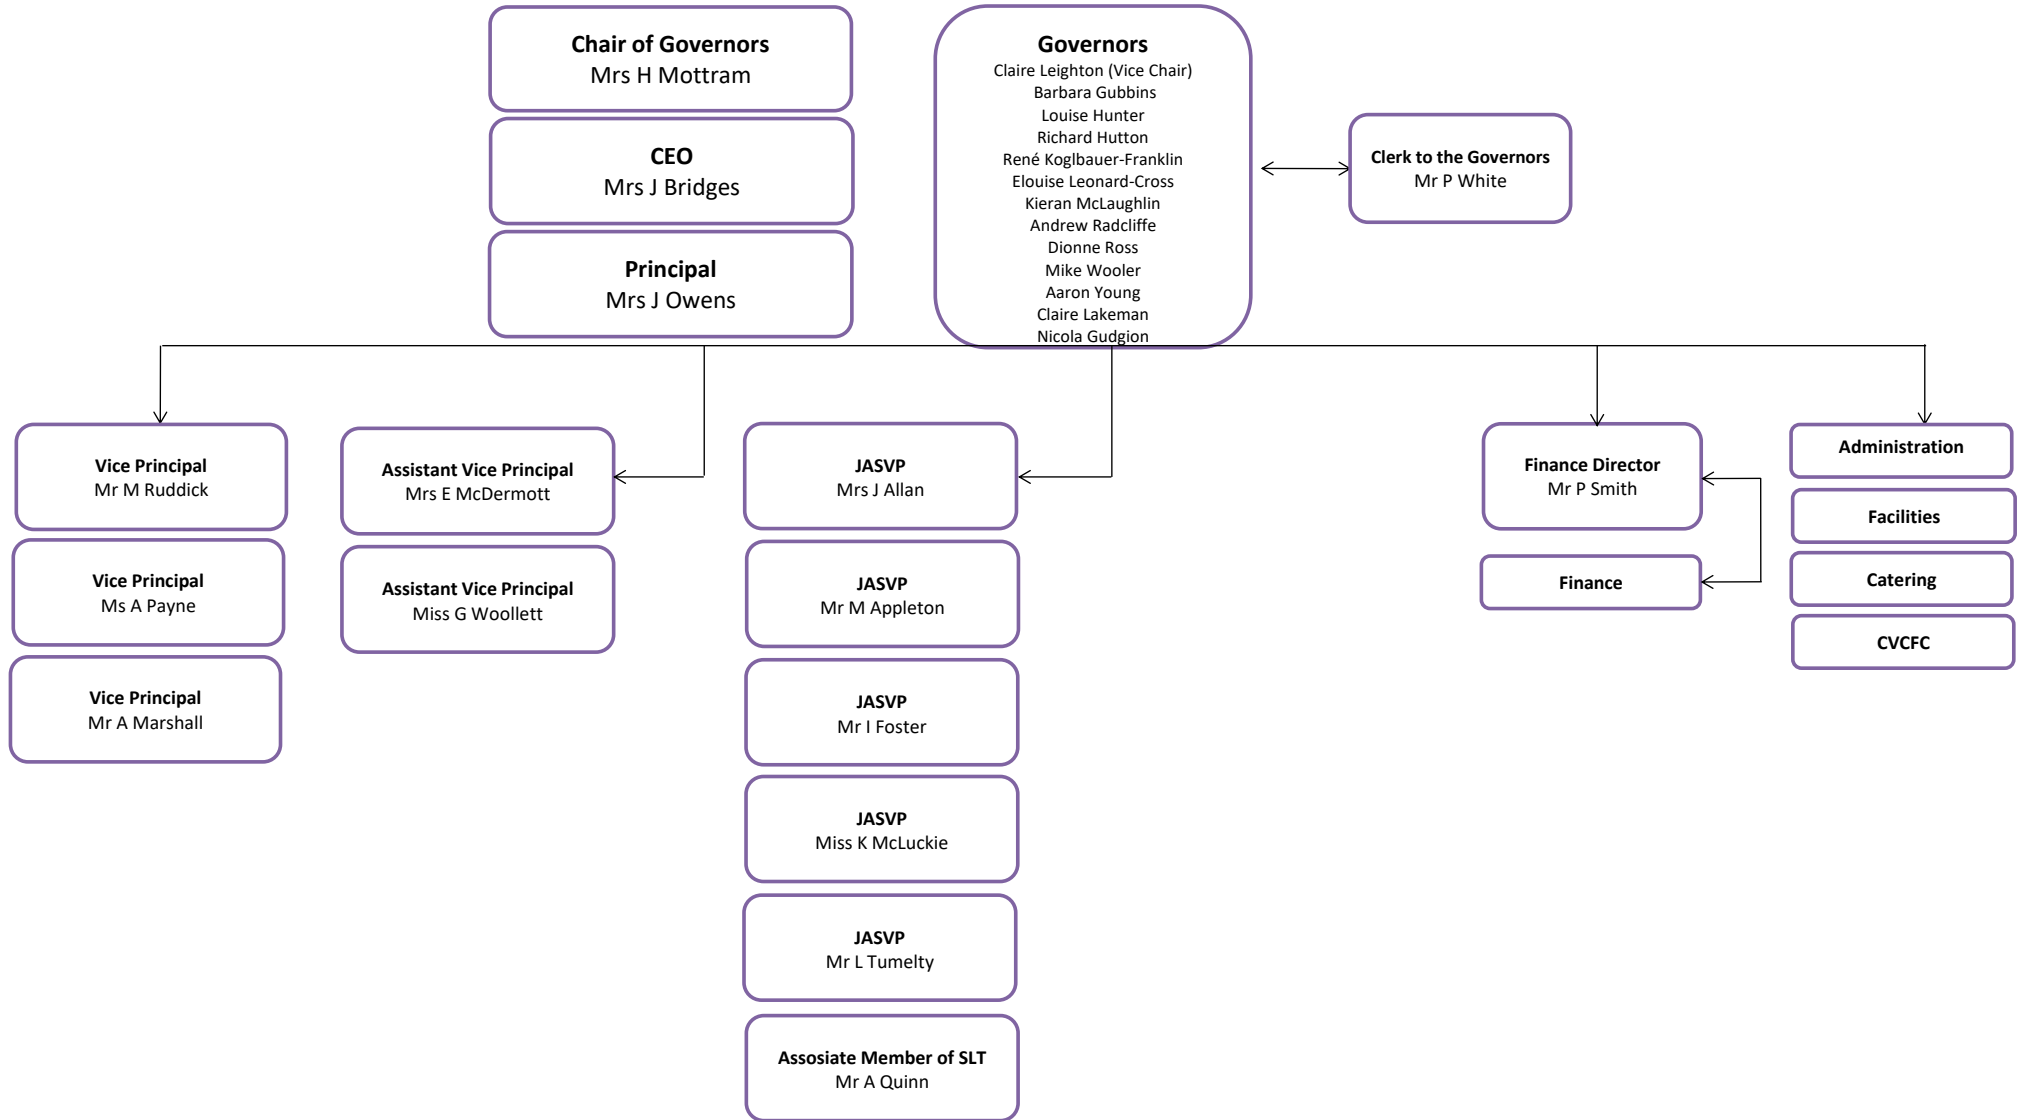 Chair of Governors
Mrs H Mottram
CEO
Mrs J Bridges
Principal
Mrs J Owens
Governors
Claire Leighton (Vice Chair)
Barbara Gubbins
Louise Hunter
Richard Hutton
René Koglbauer-Franklin
Elouise Leonard-Cross
Kieran McLaughlin
Andrew Radcliffe
Dionne Ross
Mike Wooler
Aaron Young
Claire Lakeman
Nicola Gudgion
Clerk to the Governors
Mr P White
Vice Principal
Mr M Ruddick
Vice Principal
Ms A Payne
Vice Principal
Mr A Marshall
Assistant Vice Principal
Mrs E McDermott
Assistant Vice Principal
Miss G Woollett
JASVP
Mrs J Allan
JASVP
Mr M Appleton
JASVP
Mr I Foster
JASVP
Miss K McLuckie
JASVP
Mr L Tumelty
Assosiate Member of SLT
Mr A Quinn
Finance Director
Mr P Smith
Finance
Administration
Facilities
Catering
CVCFC